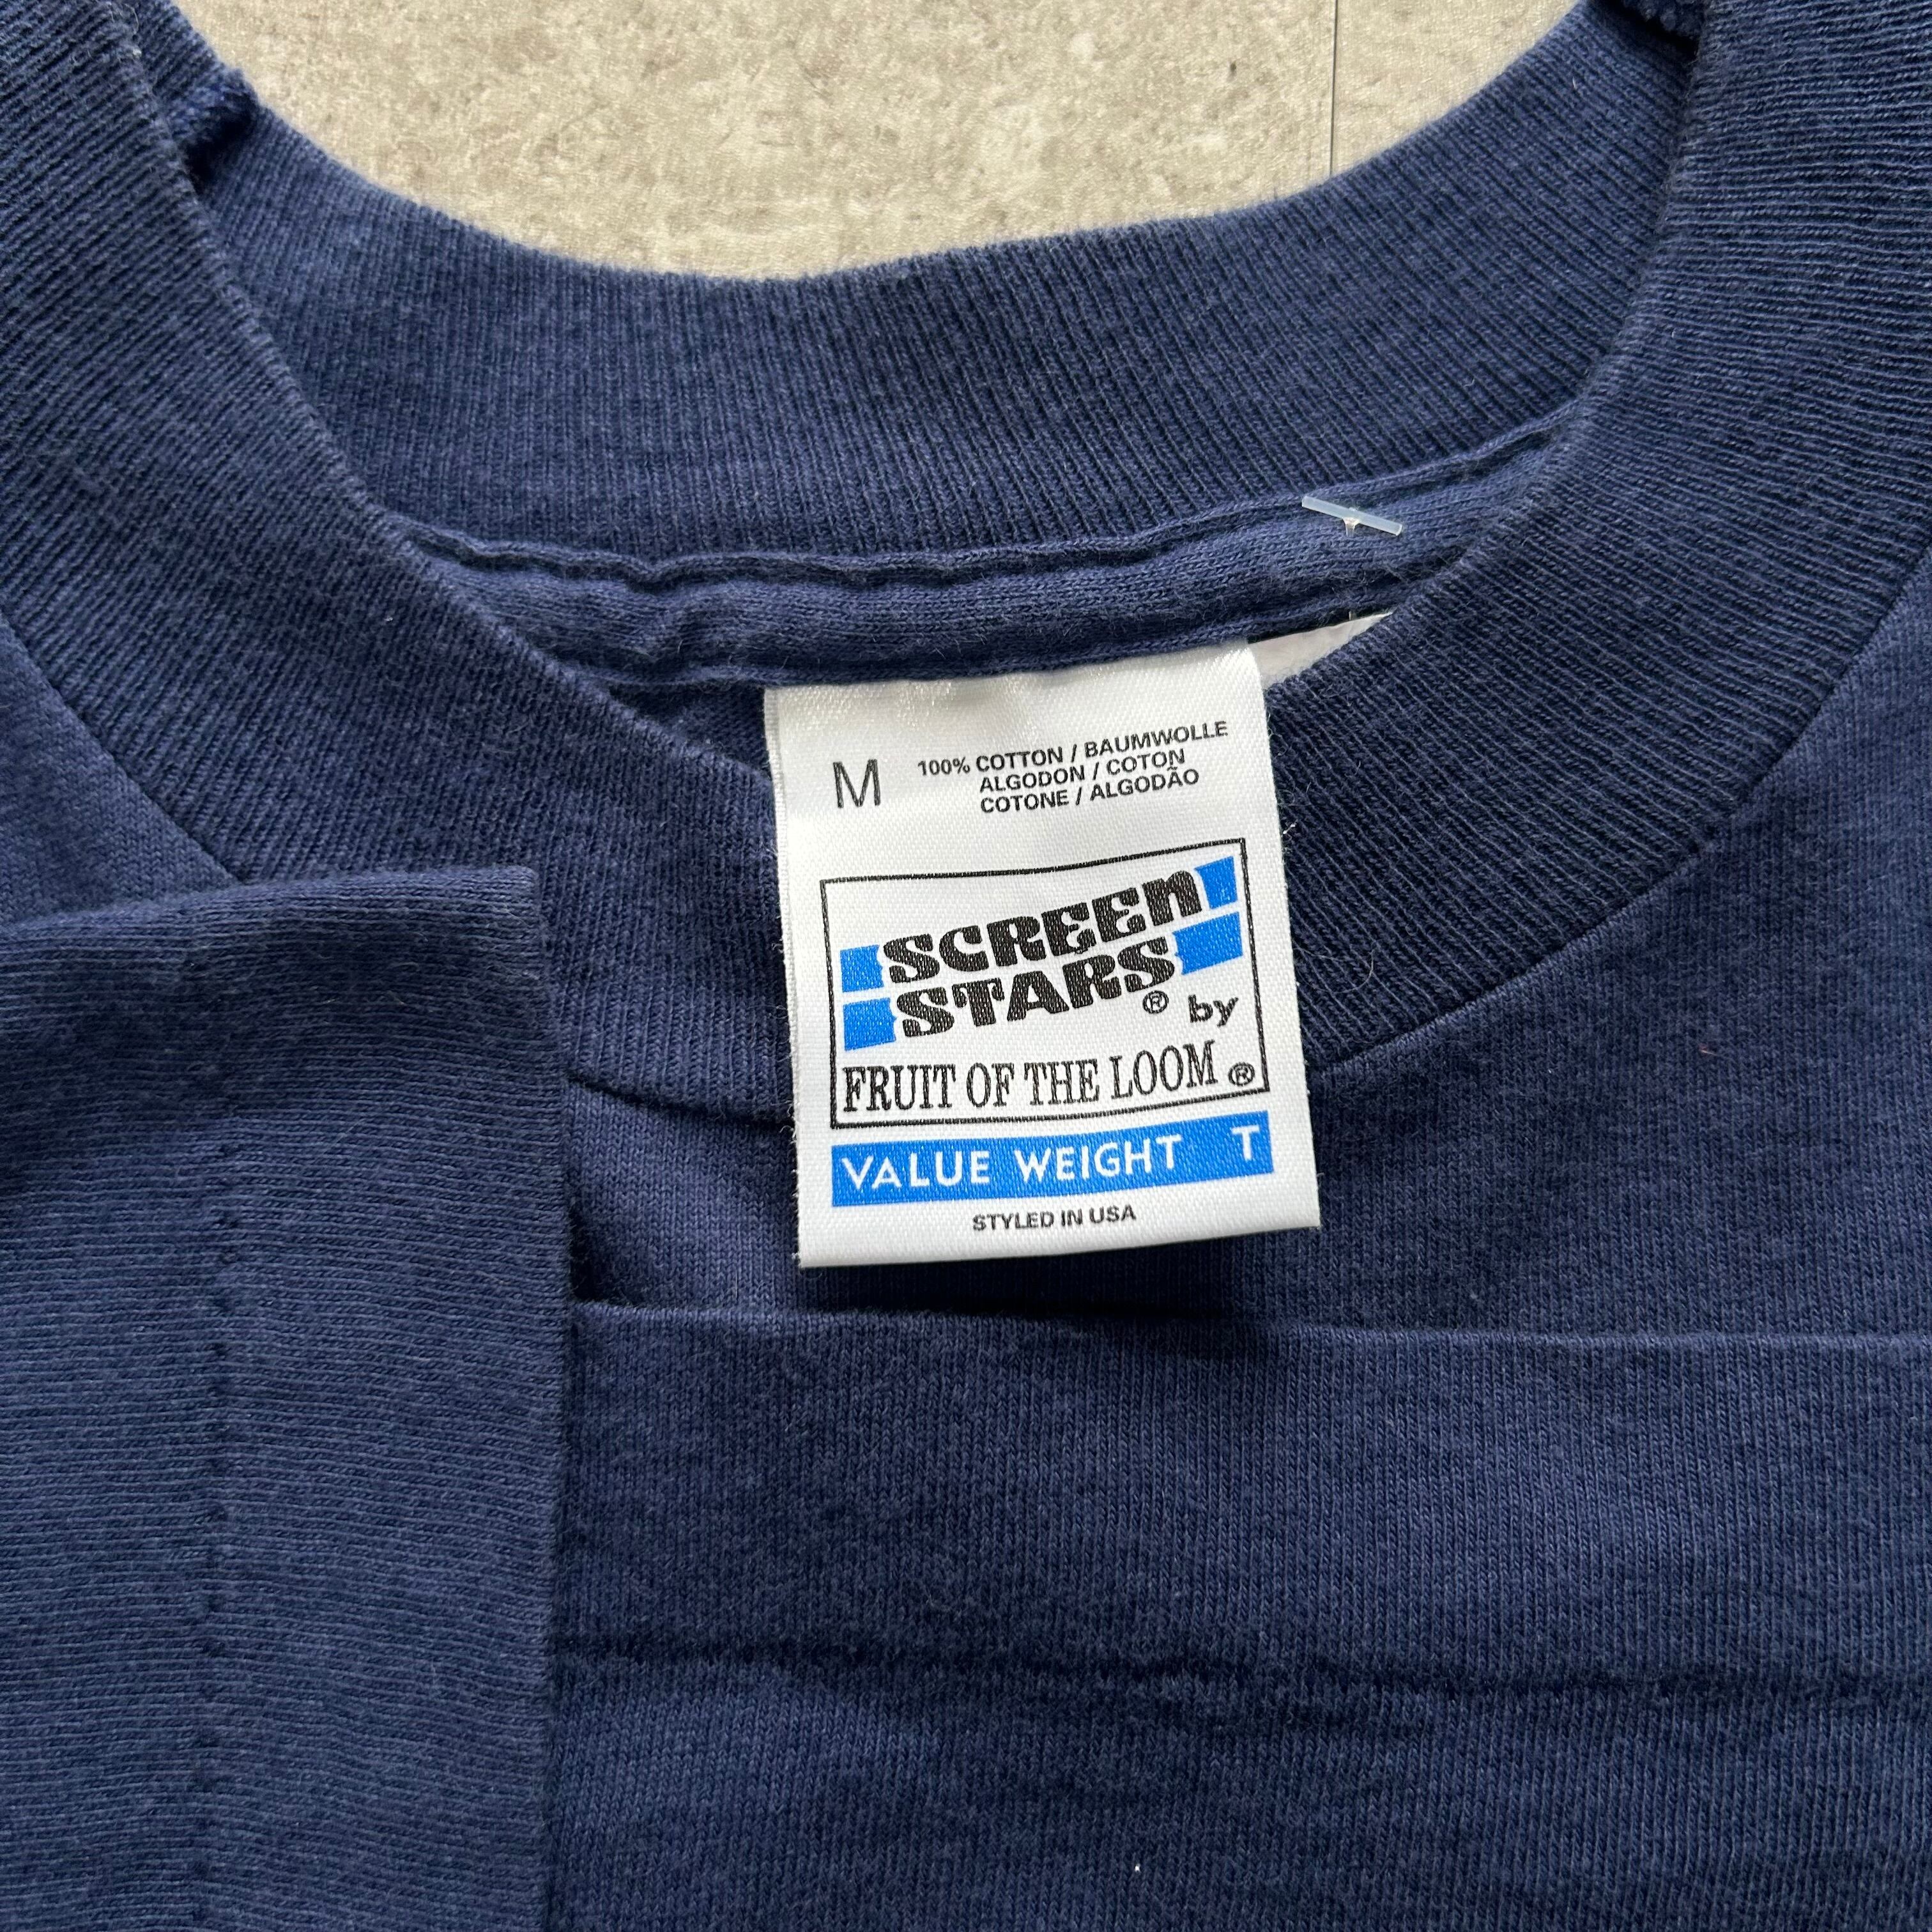 M 100% COTTON / BAUMWOLLE
ALGODON / COTON
COTONE / ALGODÃO
SCREEN
STARS® by
FRUIT OF THE LOOM®
VALUE WEIGHT T
STYLED IN USA